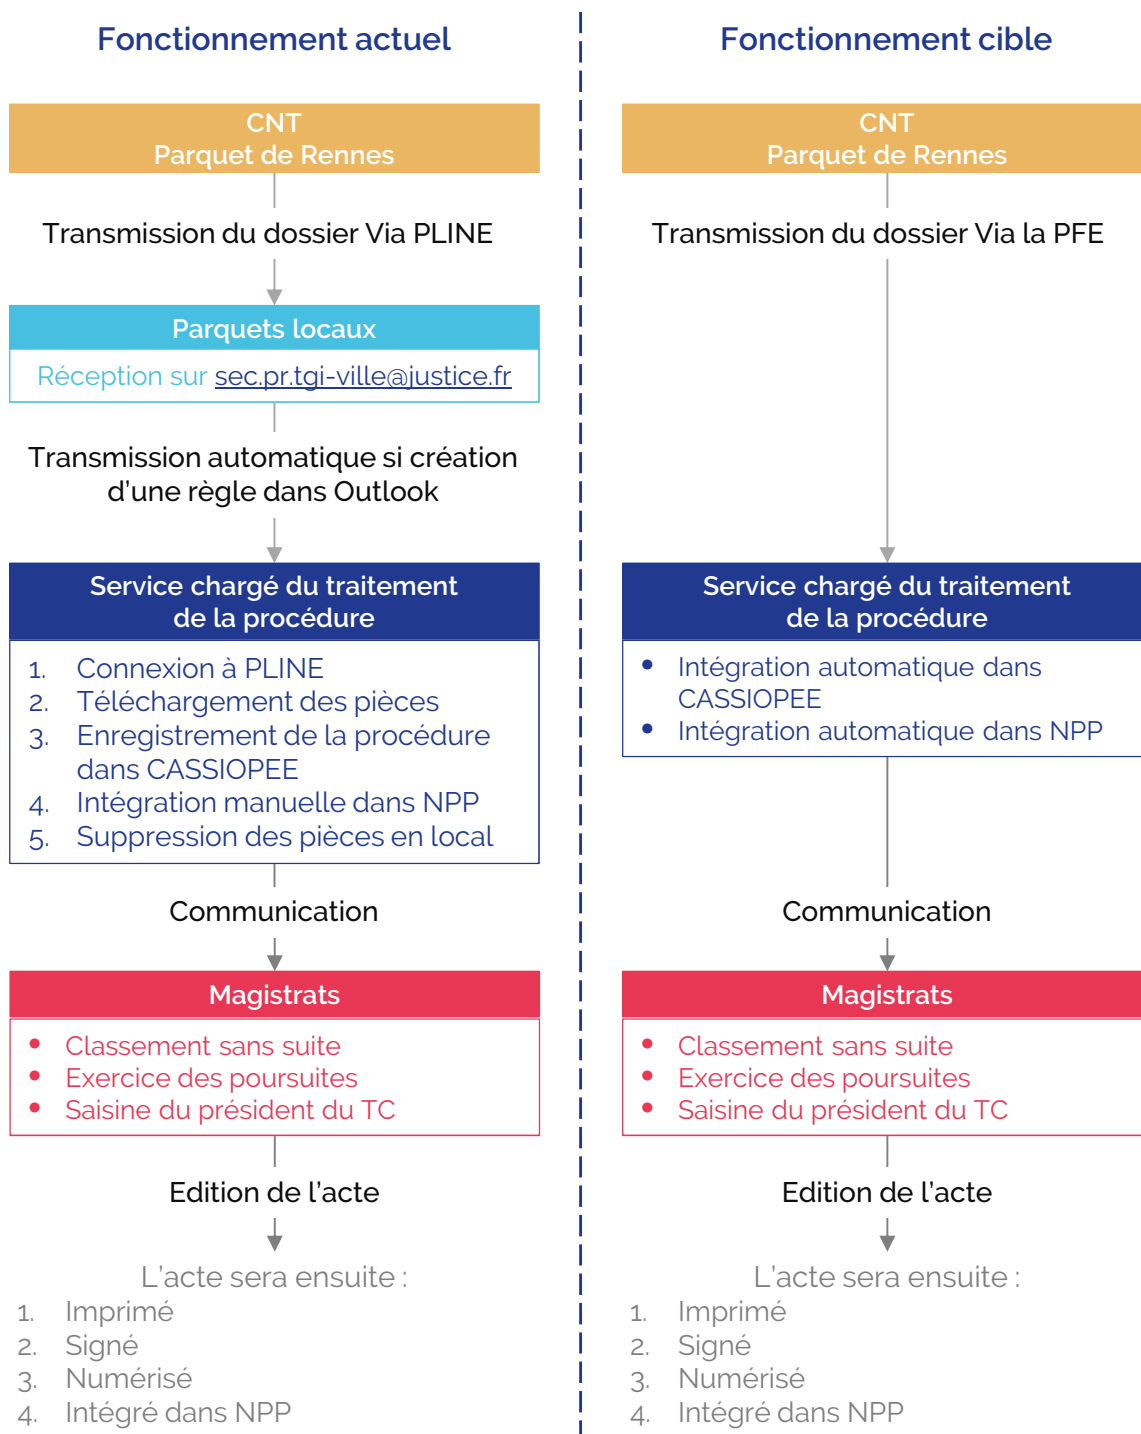 Fonctionnement actuel
CNT
Parquet de Rennes
Transmission du dossier Via PLINE
Parquets locaux
Réception sur sec.pr.tgi-ville@justice.fr
Transmission automatique si création
d'une règle dans Outlook
Service chargé du traitement
de la procédure
1. Connexion à PLINE
2. Téléchargement des pièces
3. Enregistrement de la procédure
dans CASSIOPEE
4. Intégration manuelle dans NPP
5. Suppression des pièces en local
Communication
Magistrats
• Classement sans suite
• Exercice des poursuites
• Saisine du président du TC
Edition de l'acte
L'acte sera ensuite :
1. Imprimé
2. Signé
3. Numérisé
4. Intégré dans NPP
Fonctionnement cible
CNT
Parquet de Rennes
Transmission du dossier Via la PFE
Service chargé du traitement
de la procédure
• Intégration automatique dans
CASSIOPEE
• Intégration automatique dans NPP
Communication
Magistrats
• Classement sans suite
• Exercice des poursuites
• Saisine du président du TC
Edition de l'acte
L'acte sera ensuite :
1. Imprimé
2. Signé
3. Numérisé
4. Intégré dans NPP